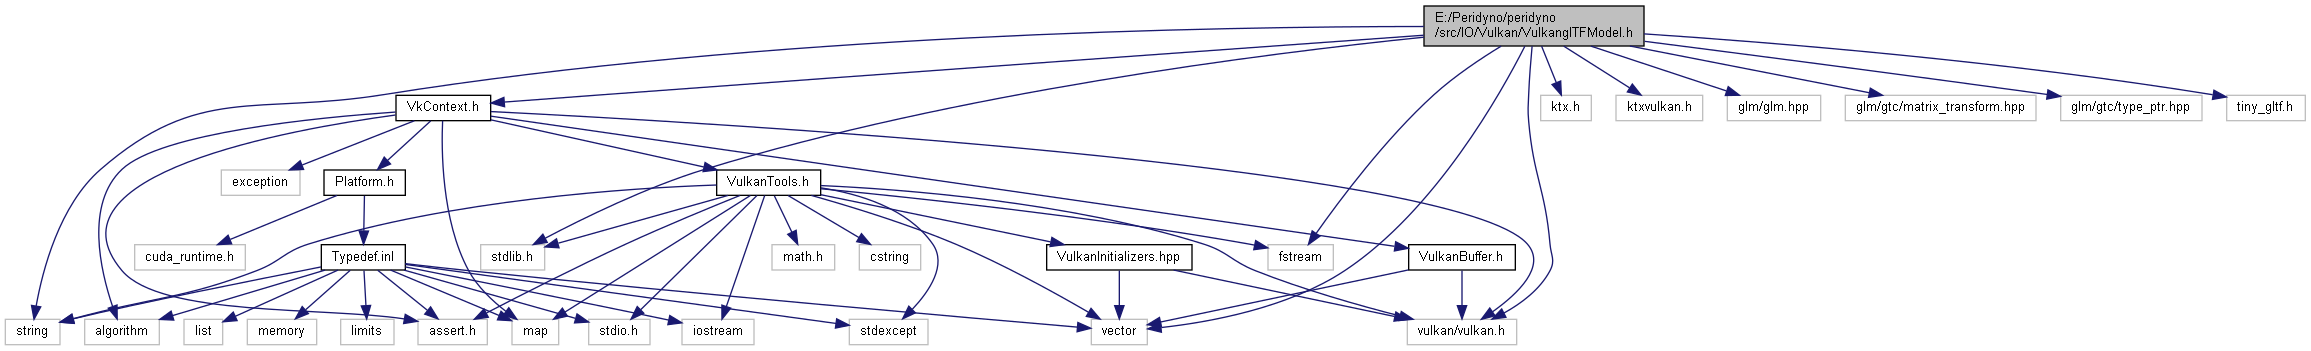 E:/Peridyno/peridyno
/src/IO/Vulkan/VulkanglTFModel.h
VkContext.h
ktx.h
ktxvulkan.h
glm/glm.hpp
glm/gtc/matrix_transform.hpp
glm/gtc/type_ptr.hpp
tiny_gltf.h
exception
Platform.h
VulkanTools.h
cuda_runtime.h
Typedef.inl
stdlib.h
math.h
cstring
VulkanInitializers.hpp
fstream
VulkanBuffer.h
string
algorithm
list
memory
limits
assert.h
map
stdio.h
iostream
stdexcept
vector
vulkan/vulkan.h